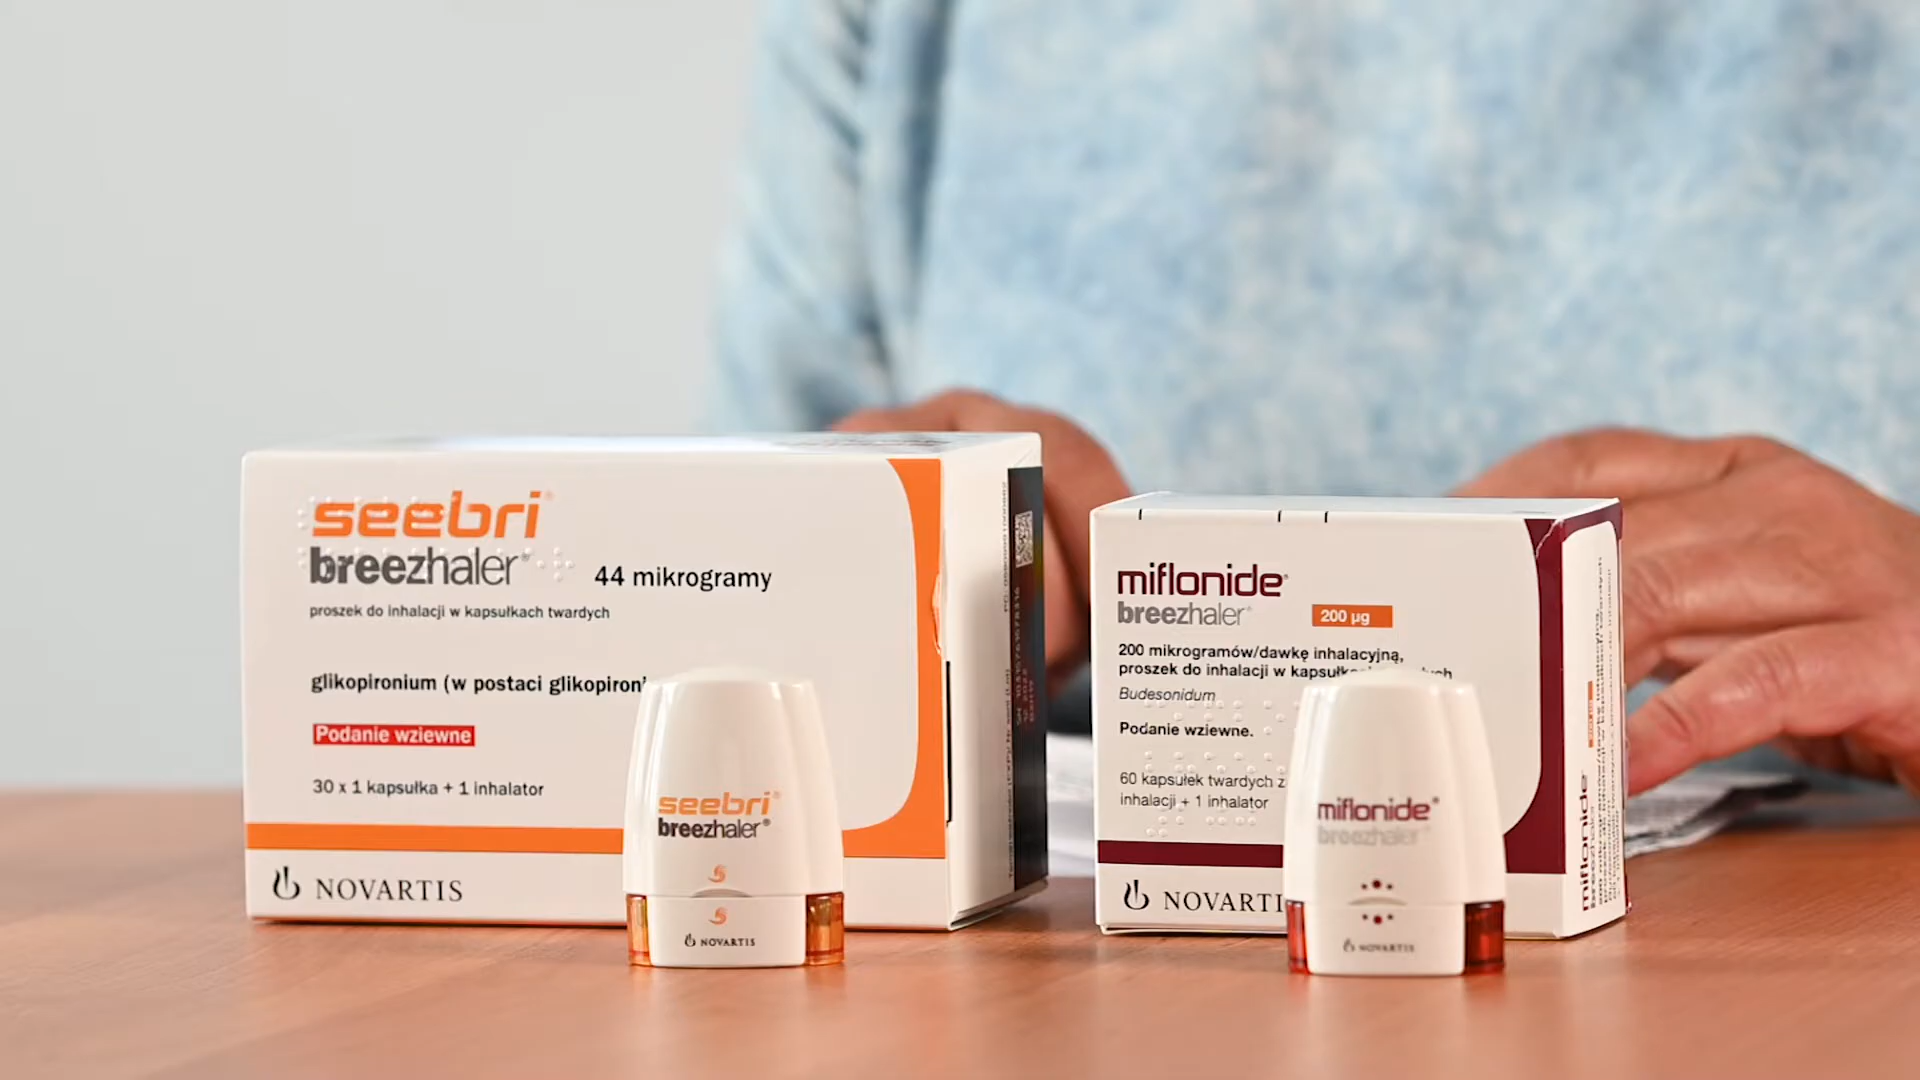 seebri®
breezhaler®
44 mikrogramy
proszek do inhalacji w kapsułkach twardych
glikopironium (w postaci
Podanie wziewne
30 x 1 kapsułka + 1 inhalator
NOVARTIS
seebri®
breezhaler®
NOVARTIS
miflonide®
breezhaler®
200 µg
200 mikrogramów/dawkę inhalacyjną,
proszek do inhalacji w
Budesonidum
Podanie wziewne.
60 kapsułek twardych
inhalacji + 1 inhalator
NOVARTI
miflonide®
breezhaler®
NOVARTIS
miflonide®